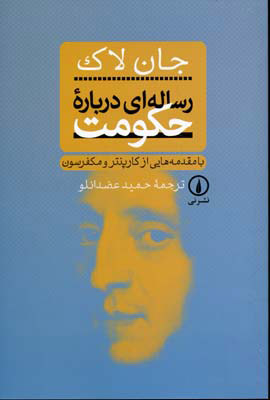 جان لاک
رساله‌ای دربارهٔ
حکومت
با مقدمه‌هایی از کارپنتر و مکفرسون
ترجمهٔ حمید عضدانلو
نشرنی